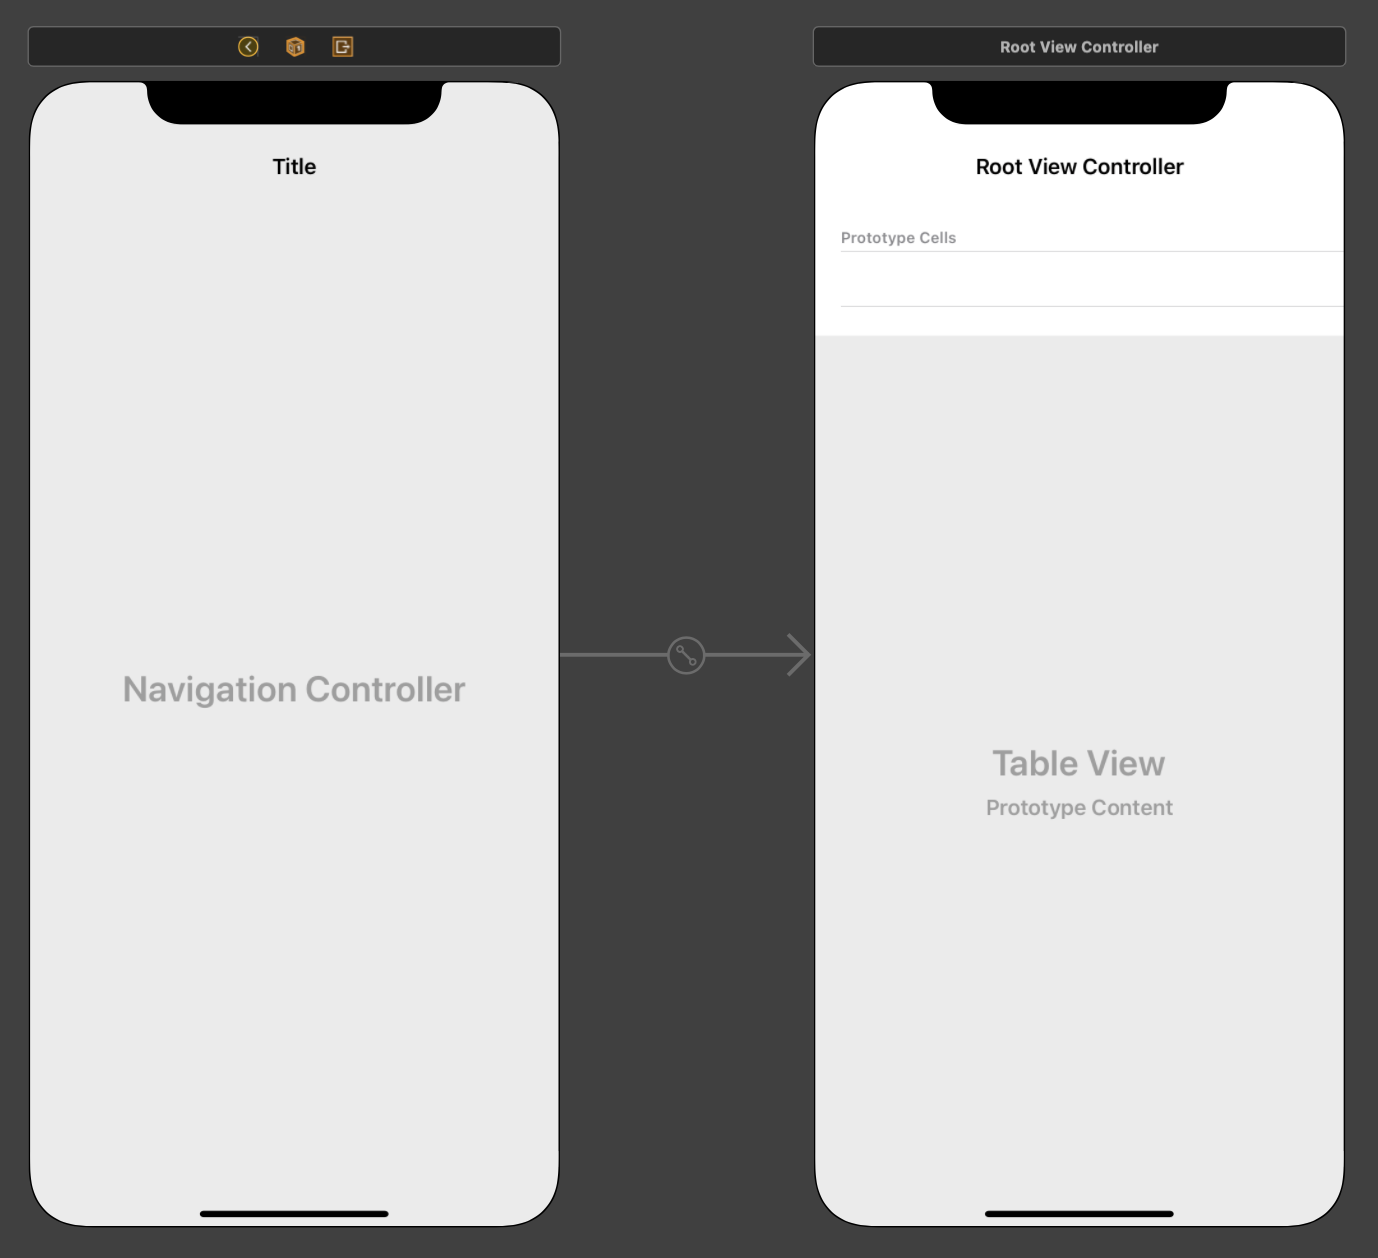 Root View Controller
Title
Root View Controller
Prototype Cells
Navigation Controller
Table View
Prototype Content